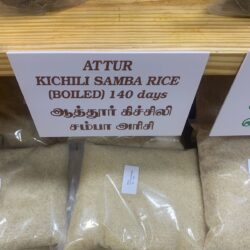 ATTUR
KICHILI SAMBA RICE
(BOILED) 140 days
ஆத்தூர் கிச்சிலி
சம்பா அரிசி